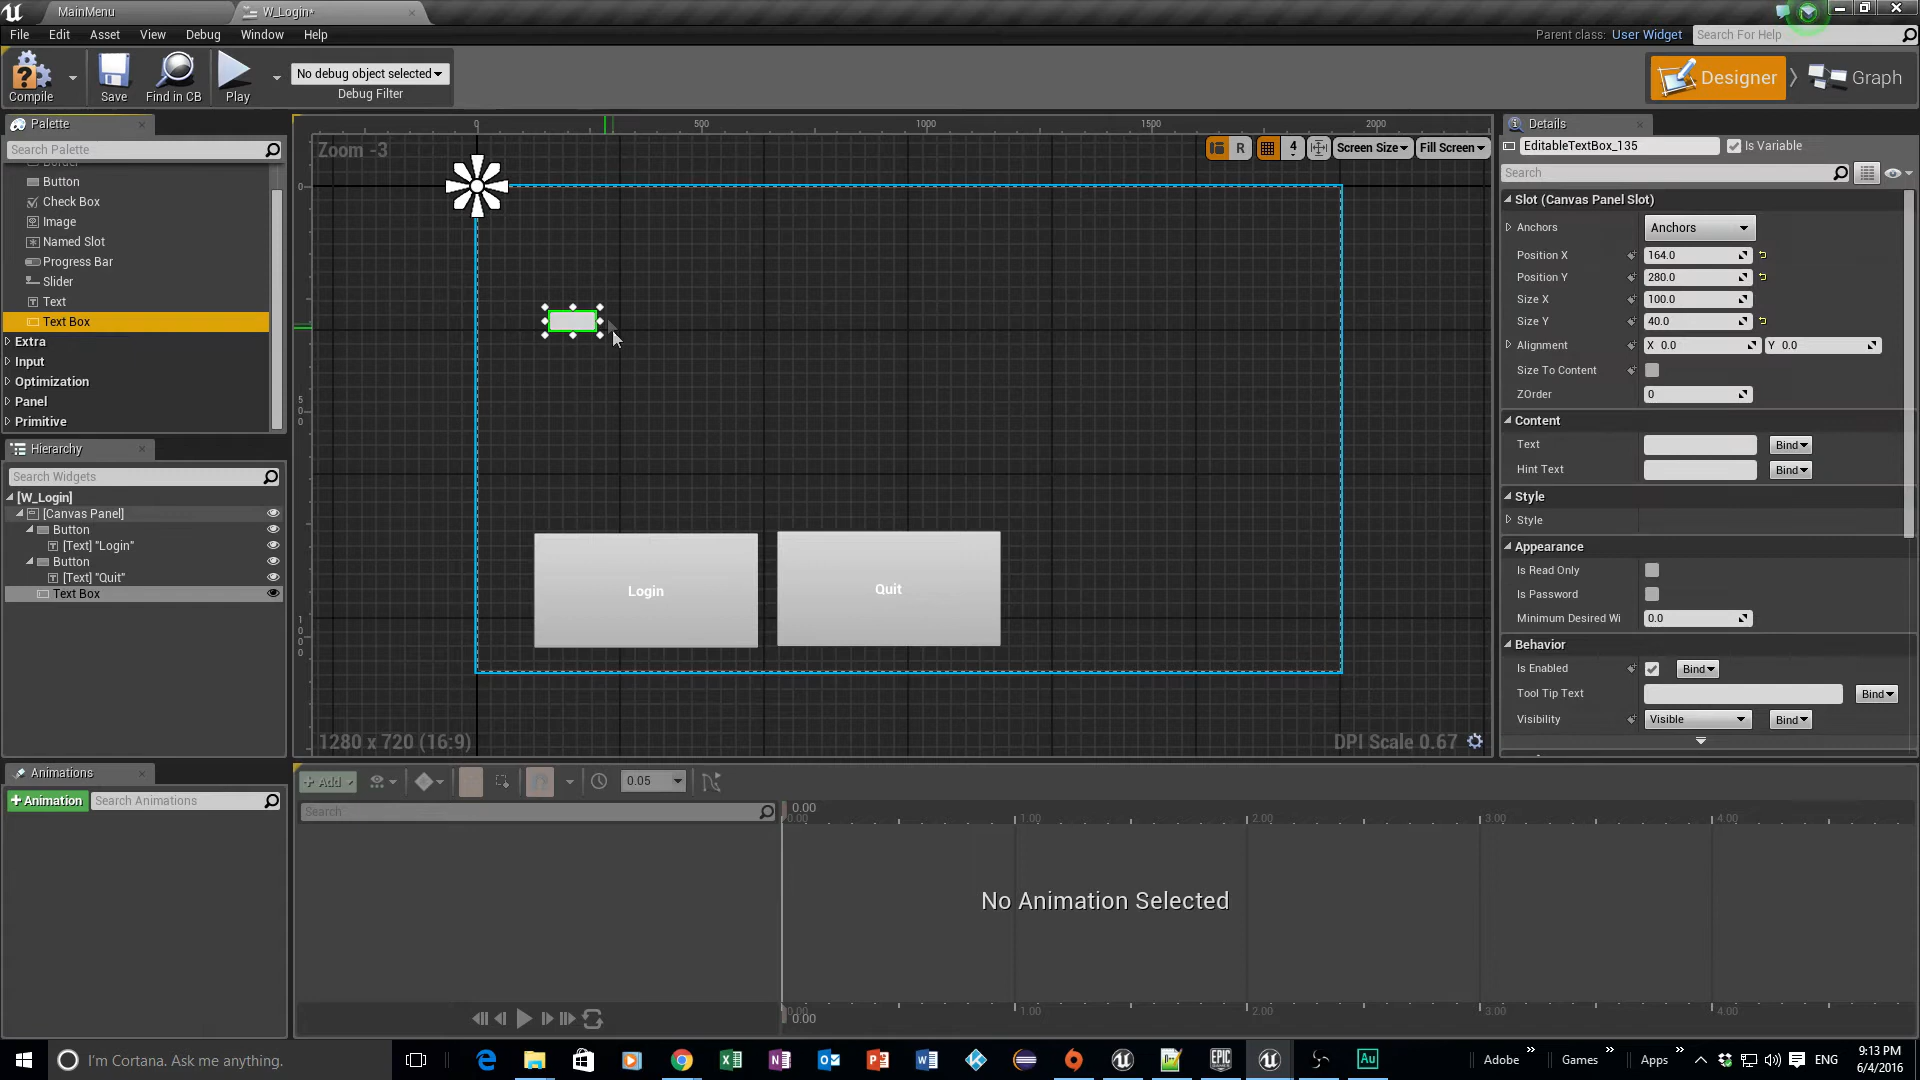 MainMenu
W_Login*
File Edit Asset View Debug Window Help
Parent class: User Widget
Search For Help
Compile
Save
Find in CB
Play
No debug object selected
Debug Filter
Designer
Graph
Palette
Search Palette
Border
Button
Check Box
Image
Named Slot
Progress Bar
Slider
Text
Text Box
Extra
Input
Optimization
Panel
Primitive
Hierarchy
Search Widgets
[W_Login]
[Canvas Panel]
Button
[Text] "Login"
Button
[Text] "Quit"
Text Box
Zoom -3
0 500 1000 1500 2000
0
500
1000
R
4
Screen Size
Fill Screen
Login
Quit
1280 x 720 (16:9)
DPI Scale 0.67
Details
EditableTextBox_135
Is Variable
Search
Slot (Canvas Panel Slot)
Anchors Anchors
Position X 164.0
Position Y 280.0
Size X 100.0
Size Y 40.0
Alignment X 0.0 Y 0.0
Size To Content
ZOrder 0
Content
Text Bind
Hint Text Bind
Style
Style
Appearance
Is Read Only
Is Password
Minimum Desired Wi 0.0
Behavior
Is Enabled Bind
Tool Tip Text Bind
Visibility Visible Bind
Animations
+Animation
Search Animations
+Add
0.05
Search
0.00
0.00 1.00 2.00 3.00 4.00
No Animation Selected
0.00 1.00 2.00 3.00 4.00
0.00
I'm Cortana. Ask me anything.
Adobe
Games
Apps
ENG
9:13 PM
6/4/2016